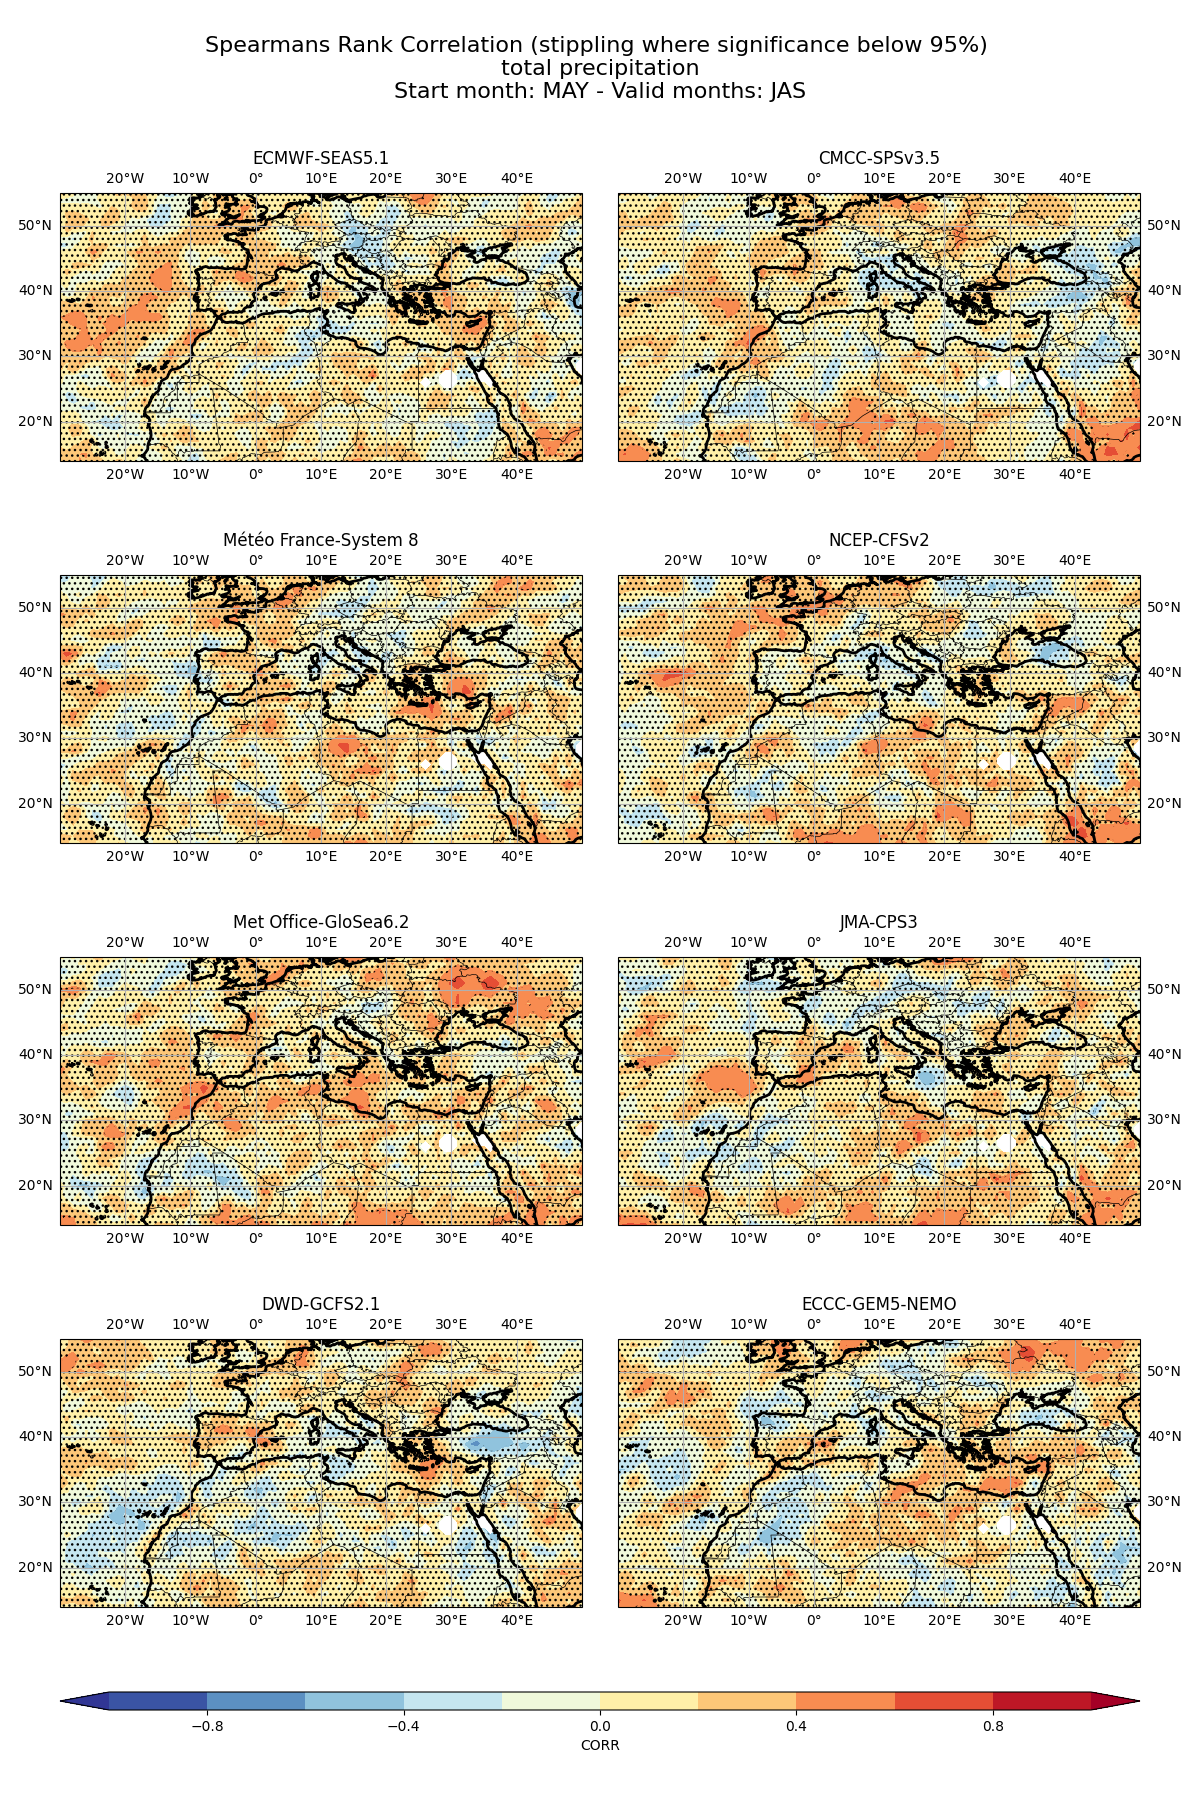 Spearmans Rank Correlation (stippling where significance below 95%)
total precipitation
Start month: MAY - Valid months: JAS
ECMWF-SEAS5.1
CMCC-SPSv3.5
20°W 10°W 0° 10°E 20°E 30°E 40°E
20°W 10°W 0° 10°E 20°E 30°E 40°E
50°N
50°N
40°N
40°N
30°N
30°N
20°N
20°N
20°W 10°W 0° 10°E 20°E 30°E 40°E
20°W 10°W 0° 10°E 20°E 30°E 40°E
Météo France-System 8
NCEP-CFSv2
20°W 10°W 0° 10°E 20°E 30°E 40°E
20°W 10°W 0° 10°E 20°E 30°E 40°E
50°N
50°N
40°N
40°N
30°N
30°N
20°N
20°N
20°W 10°W 0° 10°E 20°E 30°E 40°E
20°W 10°W 0° 10°E 20°E 30°E 40°E
Met Office-GloSea6.2
JMA-CPS3
20°W 10°W 0° 10°E 20°E 30°E 40°E
20°W 10°W 0° 10°E 20°E 30°E 40°E
50°N
50°N
40°N
40°N
30°N
30°N
20°N
20°N
20°W 10°W 0° 10°E 20°E 30°E 40°E
20°W 10°W 0° 10°E 20°E 30°E 40°E
DWD-GCFS2.1
ECCC-GEM5-NEMO
20°W 10°W 0° 10°E 20°E 30°E 40°E
20°W 10°W 0° 10°E 20°E 30°E 40°E
50°N
50°N
40°N
40°N
30°N
30°N
20°N
20°N
20°W 10°W 0° 10°E 20°E 30°E 40°E
20°W 10°W 0° 10°E 20°E 30°E 40°E
−0.8 −0.4 0.0 0.4 0.8
CORR